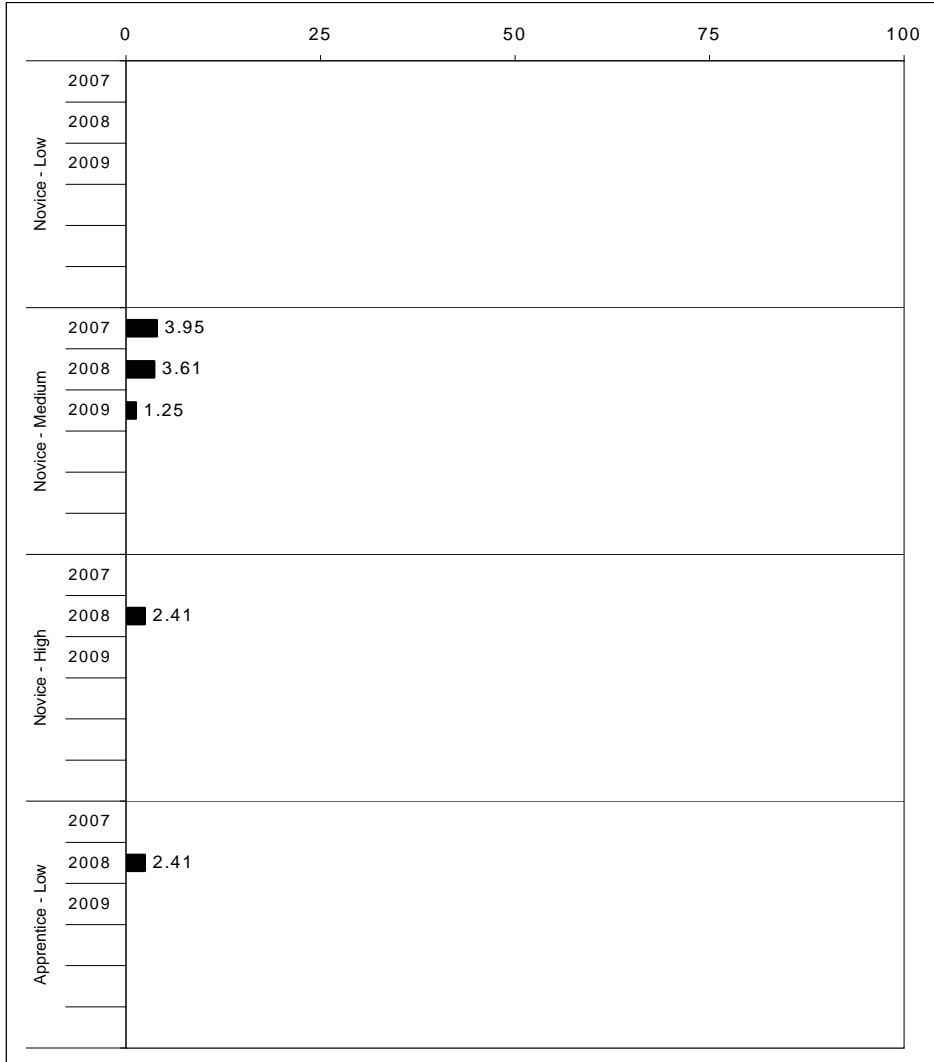 0 25 50 75 100
Novice - Low
2007
2008
2009
Novice - Medium
2007 3.95
2008 3.61
2009 1.25
Novice - High
2007
2008 2.41
2009
Apprentice - Low
2007
2008 2.41
2009